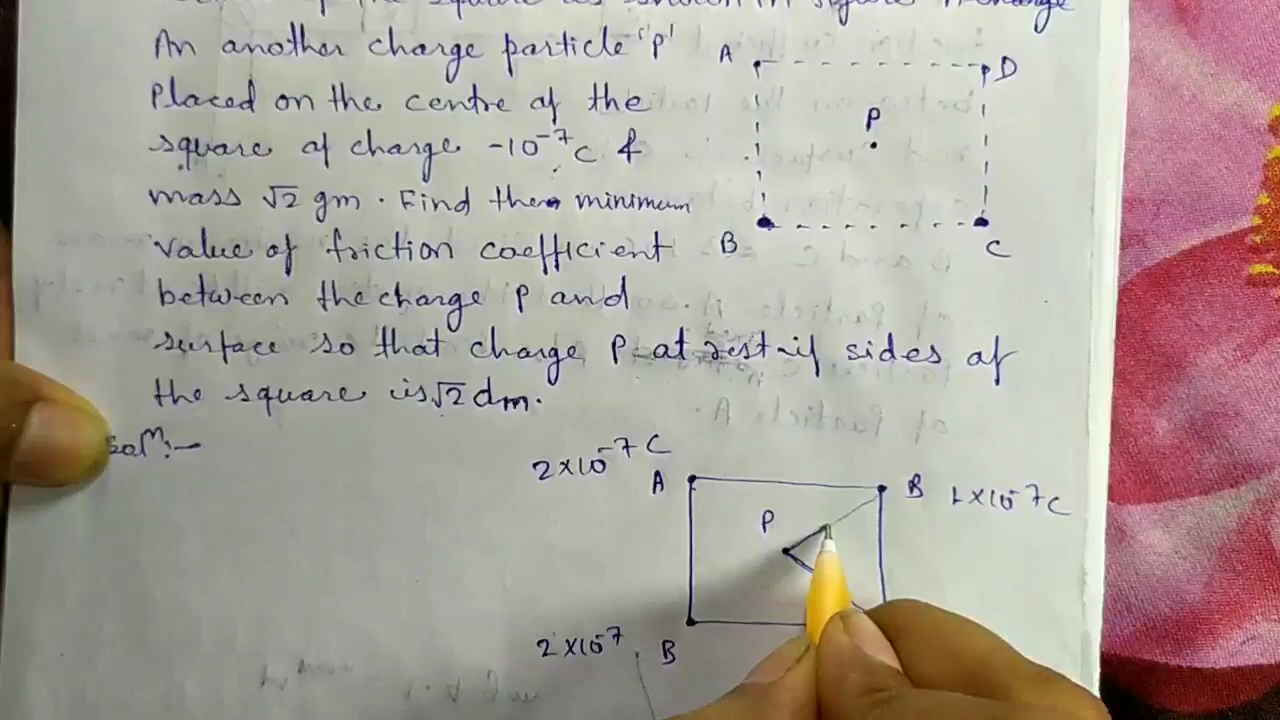 An another charge particle 'P'
Placed on the centre of the
square of charge -10⁻⁷C &
mass √2 gm. Find the minimum
value of friction coefficient
between the charge P and
surface so that charge P at rest if sides of
the square is √2 dm.
A
D
P
B
C
Solⁿ:-
2×10⁻⁷C
A
B
1×10⁻⁷C
P
2×10⁻⁷
B